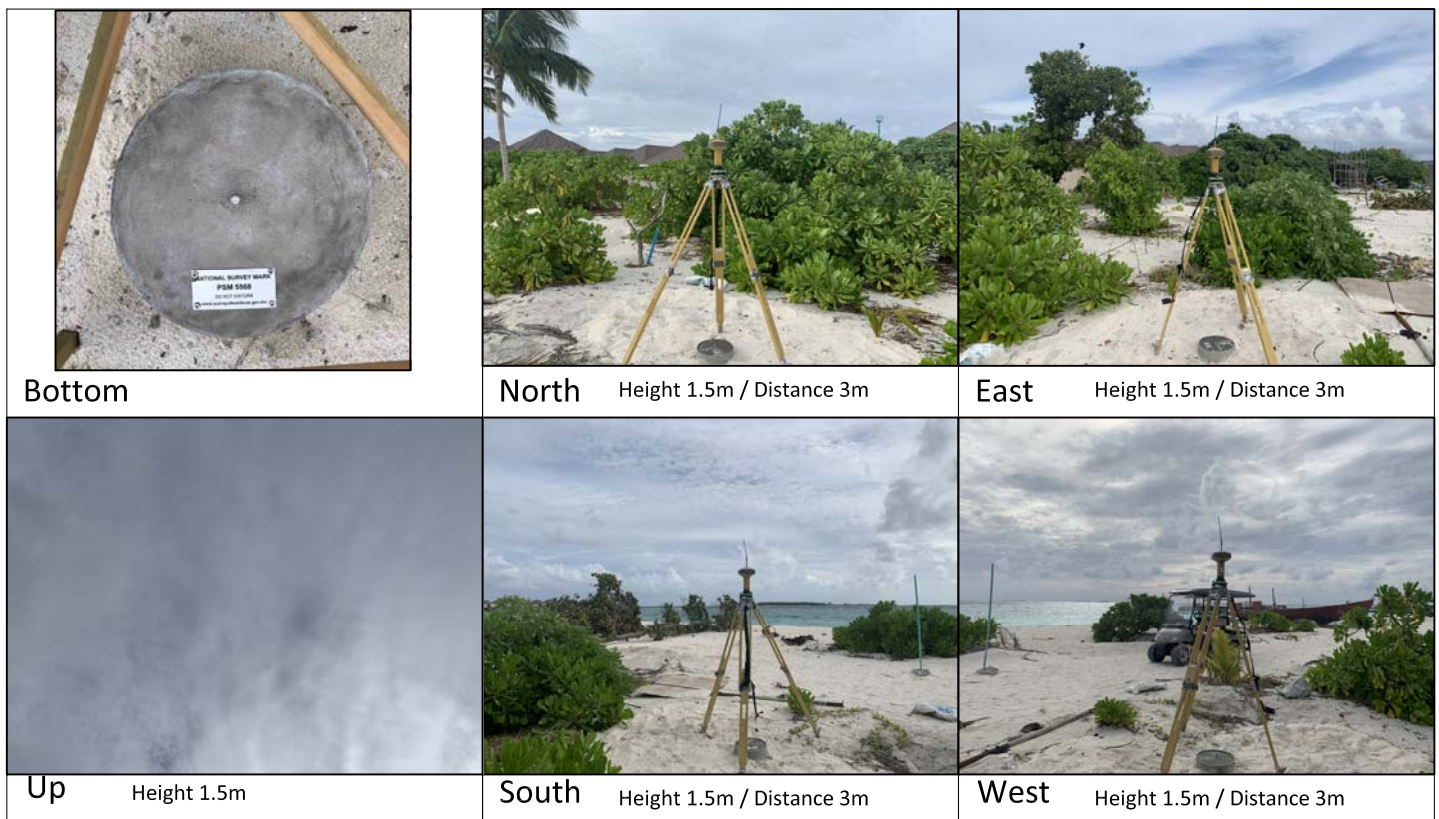 NATIONAL SURVEY MARK
PSM 5568
DO NOT DISTURB
Bottom
North Height 1.5m / Distance 3m
East Height 1.5m / Distance 3m
Up Height 1.5m
South Height 1.5m / Distance 3m
West Height 1.5m / Distance 3m